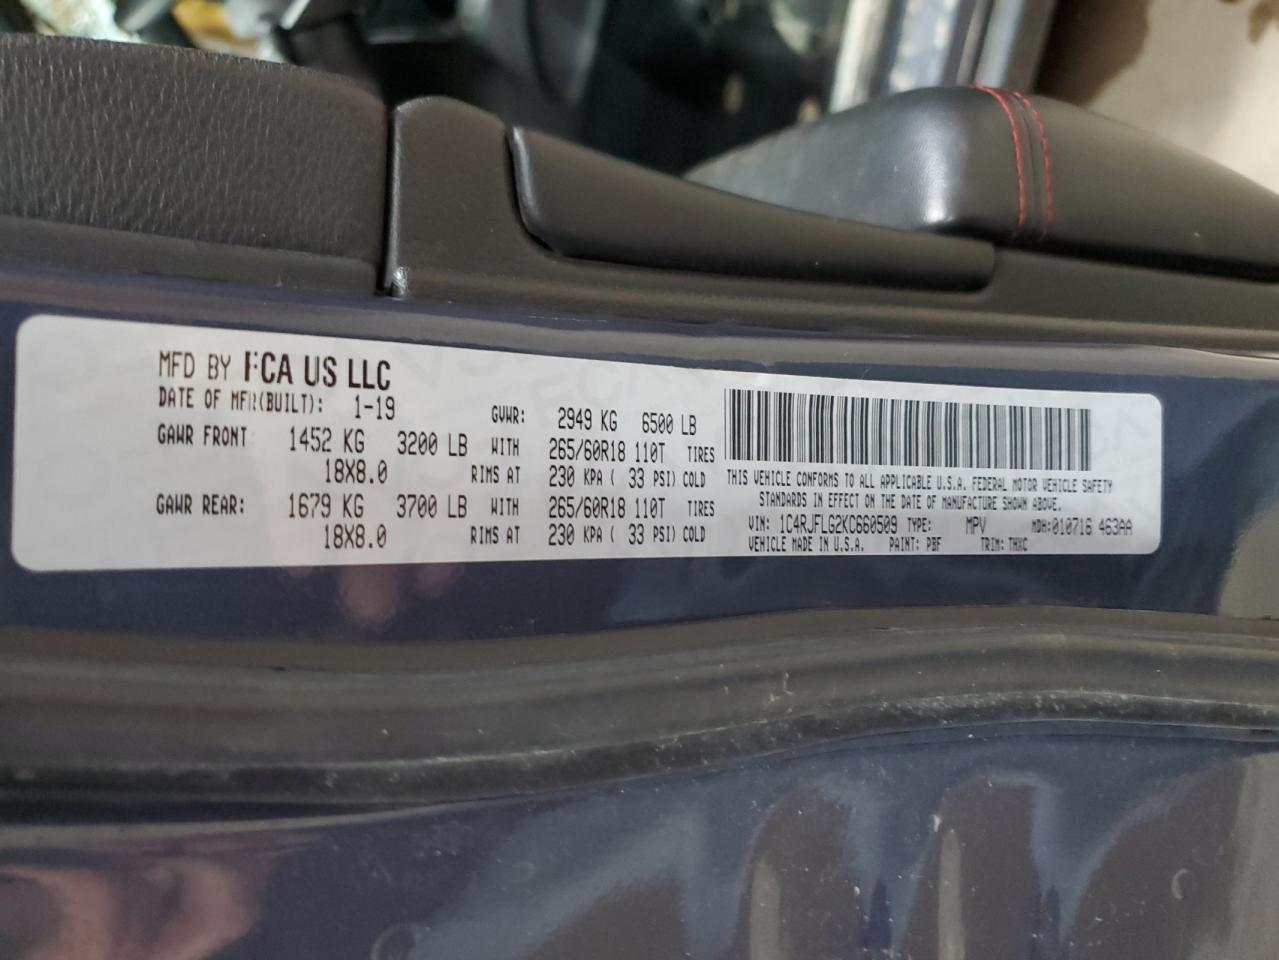 MFD BY FCA US LLC
DATE OF MFR(BUILT): 1-19 GVWR: 2949 KG 6500 LB
GAWR FRONT: 1452 KG 3200 LB WITH 265/60R18 110T TIRES
18X8.0 RIMS AT 230 KPA ( 33 PSI) COLD
GAWR REAR: 1679 KG 3700 LB WITH 265/60R18 110T TIRES
18X8.0 RIMS AT 230 KPA ( 33 PSI) COLD
THIS VEHICLE CONFORMS TO ALL APPLICABLE U.S.A. FEDERAL MOTOR VEHICLE SAFETY
STANDARDS IN EFFECT ON THE DATE OF MANUFACTURE SHOWN ABOVE.
VIN: 1C4RJFLG2KC660509 TYPE: MPV MDH:010716 463AA
VEHICLE MADE IN U.S.A. PAINT: PBF TRIM: THXC